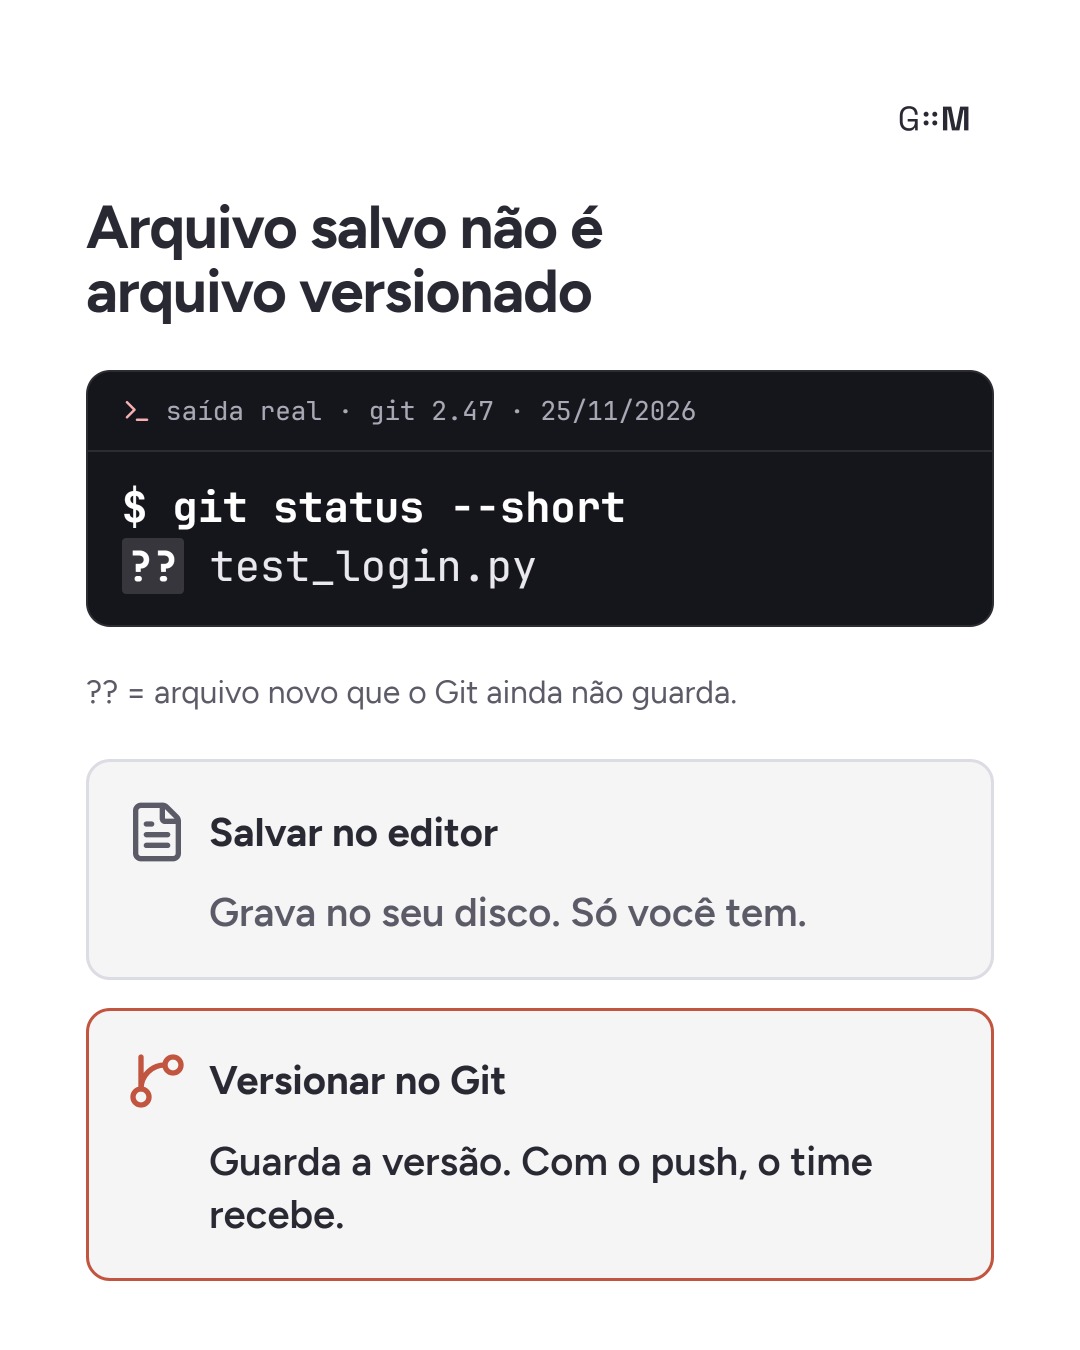 G::M
Arquivo salvo não é
arquivo versionado
>_ saída real · git 2.47 · 25/11/2026
$ git status --short
?? test_login.py
?? = arquivo novo que o Git ainda não guarda.
Salvar no editor
Grava no seu disco. Só você tem.
Versionar no Git
Guarda a versão. Com o push, o time
recebe.